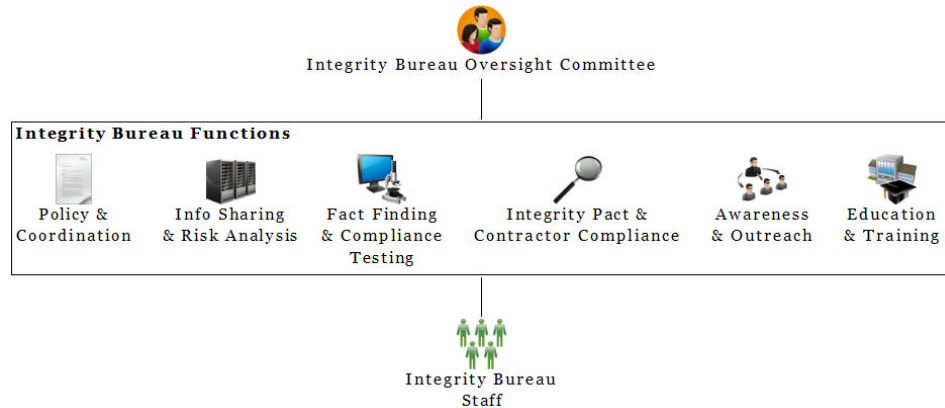 Integrity Bureau Oversight Committee
Integrity Bureau Functions
Policy &
Coordination
Info Sharing
& Risk Analysis
Fact Finding
& Compliance
Testing
Integrity Pact &
Contractor Compliance
Awareness
& Outreach
Education
& Training
Integrity Bureau
Staff